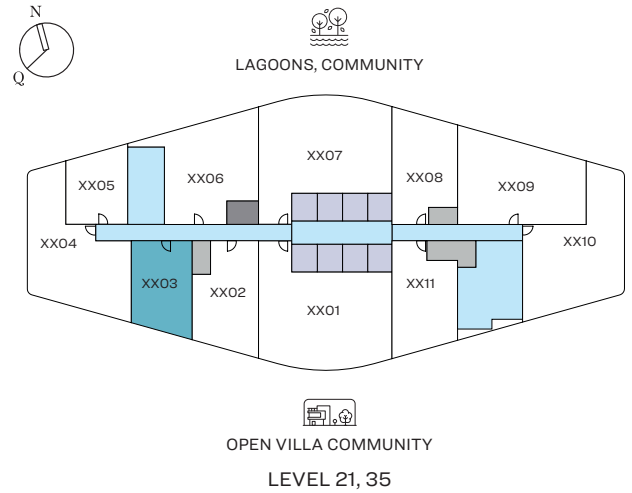 N
Q
LAGOONS, COMMUNITY
XX07
XX05
XX06
XX08
XX09
XX04
XX10
XX03
XX02
XX01
XX11
OPEN VILLA COMMUNITY
LEVEL 21, 35